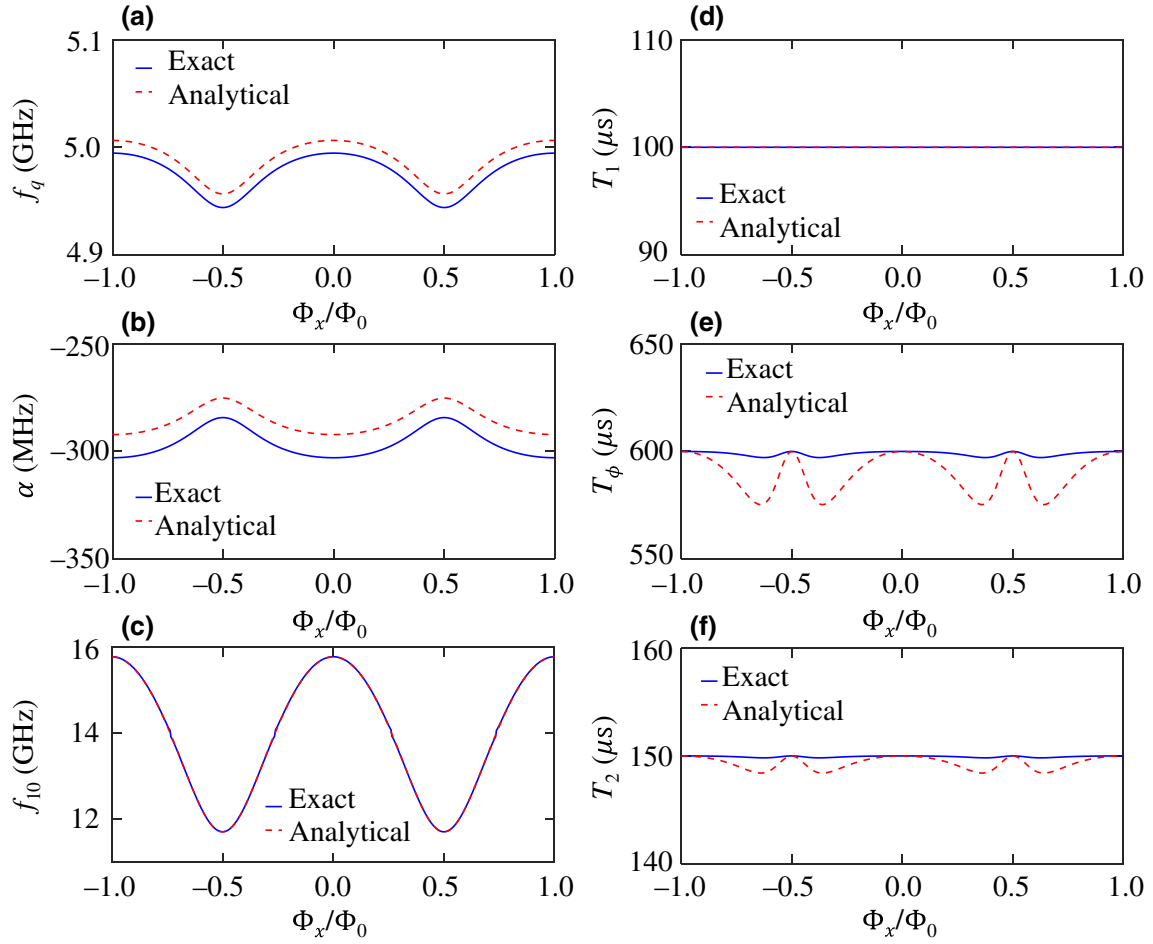 (a)
5.1
5.0
4.9
f_q (GHz)
Exact
Analytical
−1.0 −0.5 0.0 0.5 1.0
Φ_x/Φ_0
(b)
−250
−300
−350
α (MHz)
Exact
Analytical
−1.0 −0.5 0.0 0.5 1.0
Φ_x/Φ_0
(c)
16
14
12
f_10 (GHz)
Exact
Analytical
−1.0 −0.5 0.0 0.5 1.0
Φ_x/Φ_0
(d)
110
100
90
T_1 (μs)
Exact
Analytical
−1.0 −0.5 0.0 0.5 1.0
Φ_x/Φ_0
(e)
650
600
550
T_ϕ (μs)
Exact
Analytical
−1.0 −0.5 0.0 0.5 1.0
Φ_x/Φ_0
(f)
160
150
140
T_2 (μs)
Exact
Analytical
−1.0 −0.5 0.0 0.5 1.0
Φ_x/Φ_0